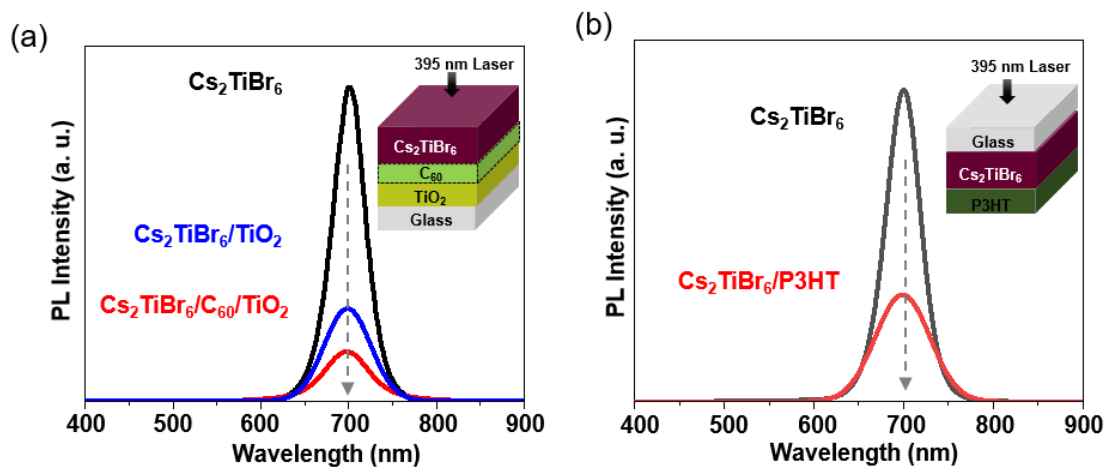 (a)
PL Intensity (a. u.)
Cs₂TiBr₆
Cs₂TiBr₆/TiO₂
Cs₂TiBr₆/C₆₀/TiO₂
395 nm Laser
Cs₂TiBr₆
C₆₀
TiO₂
Glass
400 500 600 700 800 900
Wavelength (nm)
(b)
PL Intensity (a. u.)
Cs₂TiBr₆
Cs₂TiBr₆/P3HT
395 nm Laser
Glass
Cs₂TiBr₆
P3HT
400 500 600 700 800 900
Wavelength (nm)